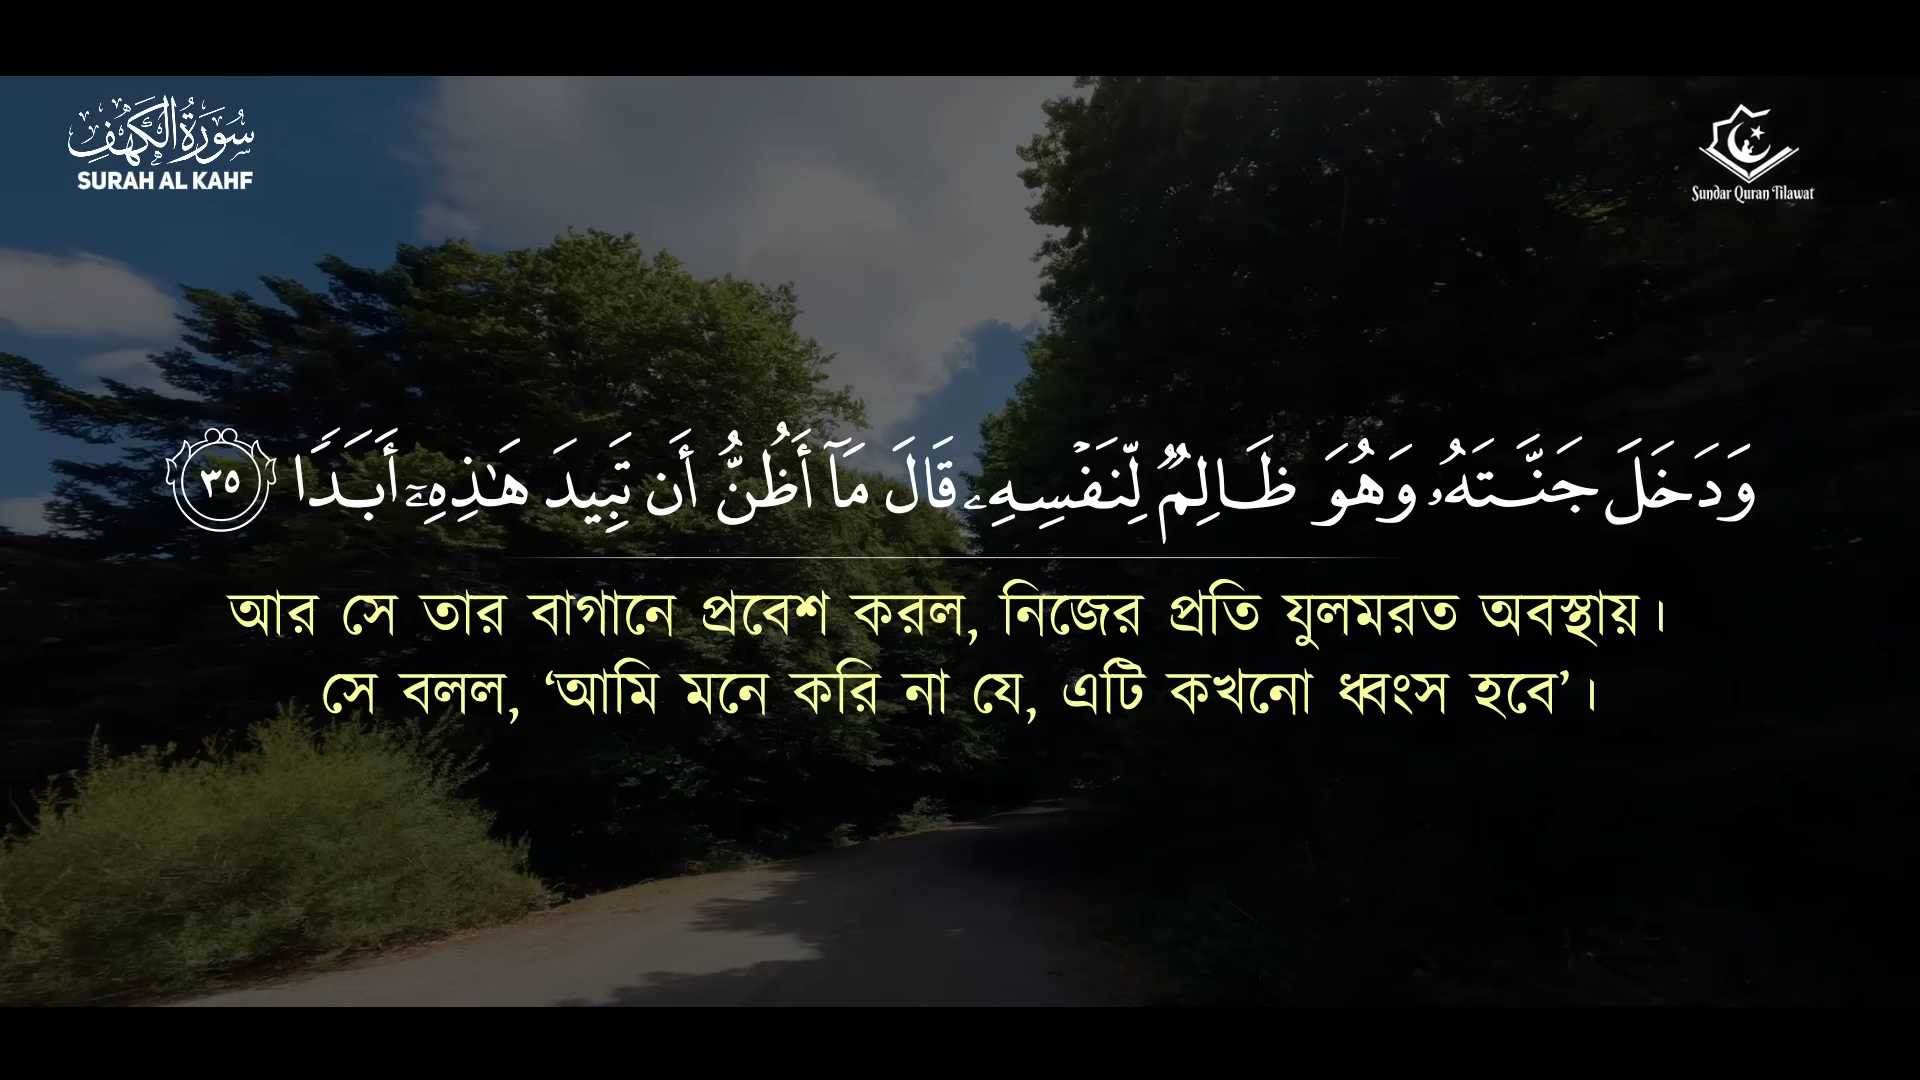 سُورَةُ الْكَهْفِ
SURAH AL KAHF
Sundar Quran Tilawat
وَدَخَلَ جَنَّتَهُۥ وَهُوَ ظَالِمٌ لِّنَفْسِهِۦ قَالَ مَآ أَظُنُّ أَن تَبِيدَ هَٰذِهِۦٓ أَبَدًا ٣٥
আর সে তার বাগানে প্রবেশ করল, নিজের প্রতি যুলমরত অবস্থায়।
সে বলল, ‘আমি মনে করি না যে, এটি কখনো ধ্বংস হবে’।